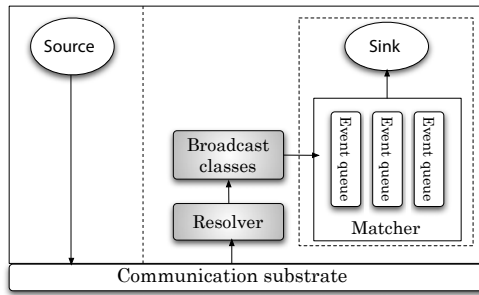 Source
Sink
Broadcast
classes
Event queue
Event queue
Event queue
Resolver
Matcher
Communication substrate